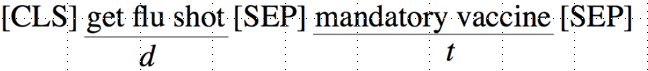 [CLS] get flu shot [SEP] mandatory vaccine [SEP]
d t